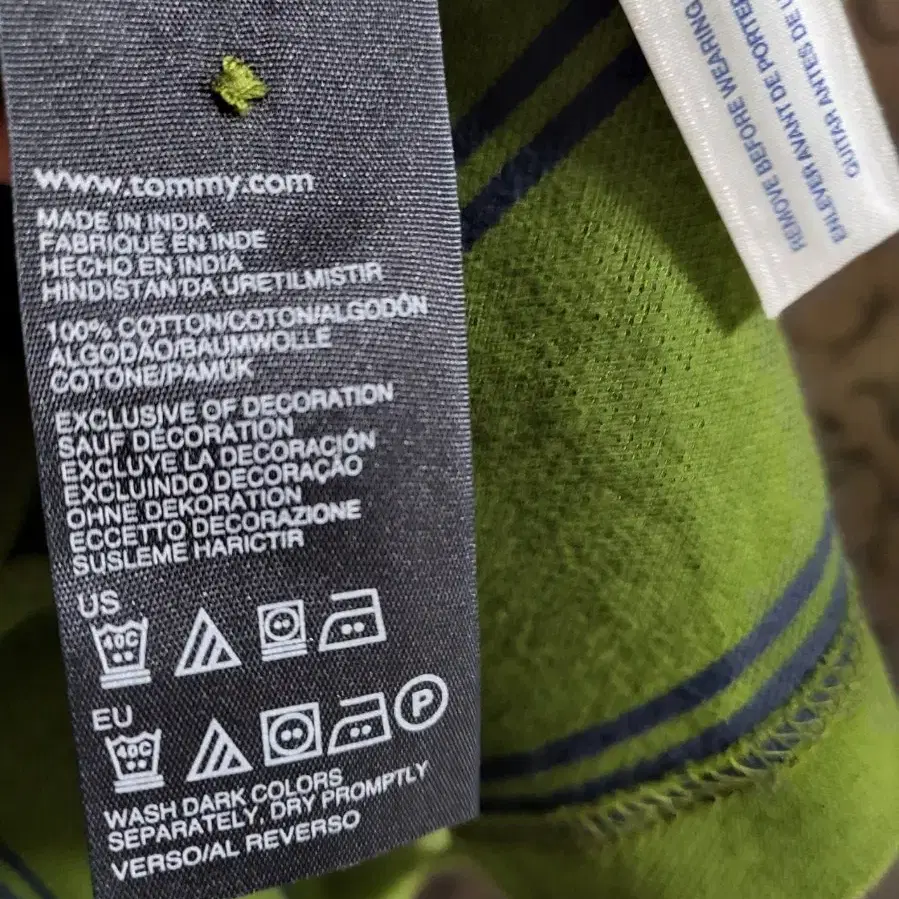 www.tommy.com
MADE IN INDIA
FABRIQUE EN INDE
HECHO EN INDIA
HINDISTAN'DA URETILMISTIR
100% COTTON/COTON/ALGODÓN
ALGODÃO/BAUMWOLLE
COTONE/PAMUK
EXCLUSIVE OF DECORATION
SAUF DÉCORATION
EXCLUYE LA DECORACIÓN
EXCLUINDO DECORAÇÃO
OHNE DEKORATION
ECCETTO DECORAZIONE
SUSLEME HARICTIR
US
40C
EU
40C
P
WASH DARK COLORS
SEPARATELY, DRY PROMPTLY
VERSO/AL REVERSO
REMOVE BEFORE WEARING
ENLEVER AVANT DE PORTER
QUITAR ANTES DE